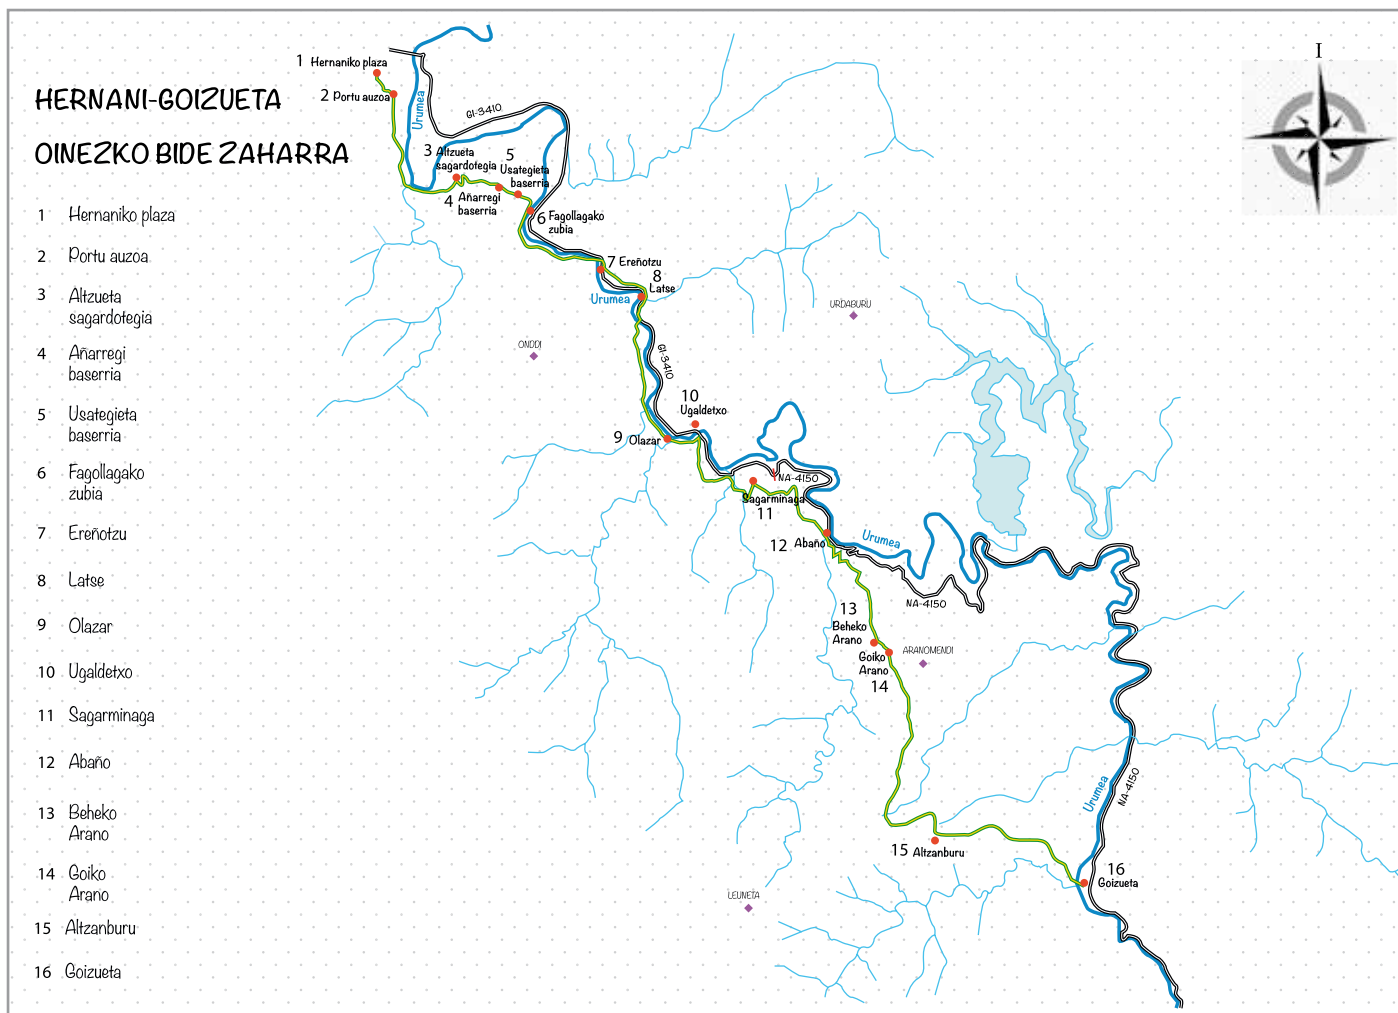 HERNANI-GOIZUETA
OINEZKO BIDE ZAHARRA
1 Hernaniko plaza
2 Portu auzoa
3 Altzueta
sagardotegia
4 Añarregi
baserria
5 Usategieta
baserria
6 Fagollagako
zubia
7 Ereñotzu
8 Latse
9 Olazar
10 Ugaldetxo
11 Sagarminaga
12 Abaño
13 Beheko
Arano
14 Goiko
Arano
15 Altzanburu
16 Goizueta
I
1 Hernaniko plaza
2 Portu auzoa
Urumea
GI-3410
3 Altzueta
sagardotegia
5
Usategieta
baserria
4 Añarregi
baserria
6 Fagollagako
zubia
7 Ereñotzu
8
Latse
Urumea
URDABURU
ONDDI
GI-3410
10
Ugaldetxo
9 Olazar
NA-4150
Sagarminaga
11
12 Abaño
Urumea
NA-4150
13
Beheko
Arano
Goiko
Arano
14
ARANOMENDI
Urumea
NA-4150
15 Altzanburu
16
Goizueta
LEUNETA